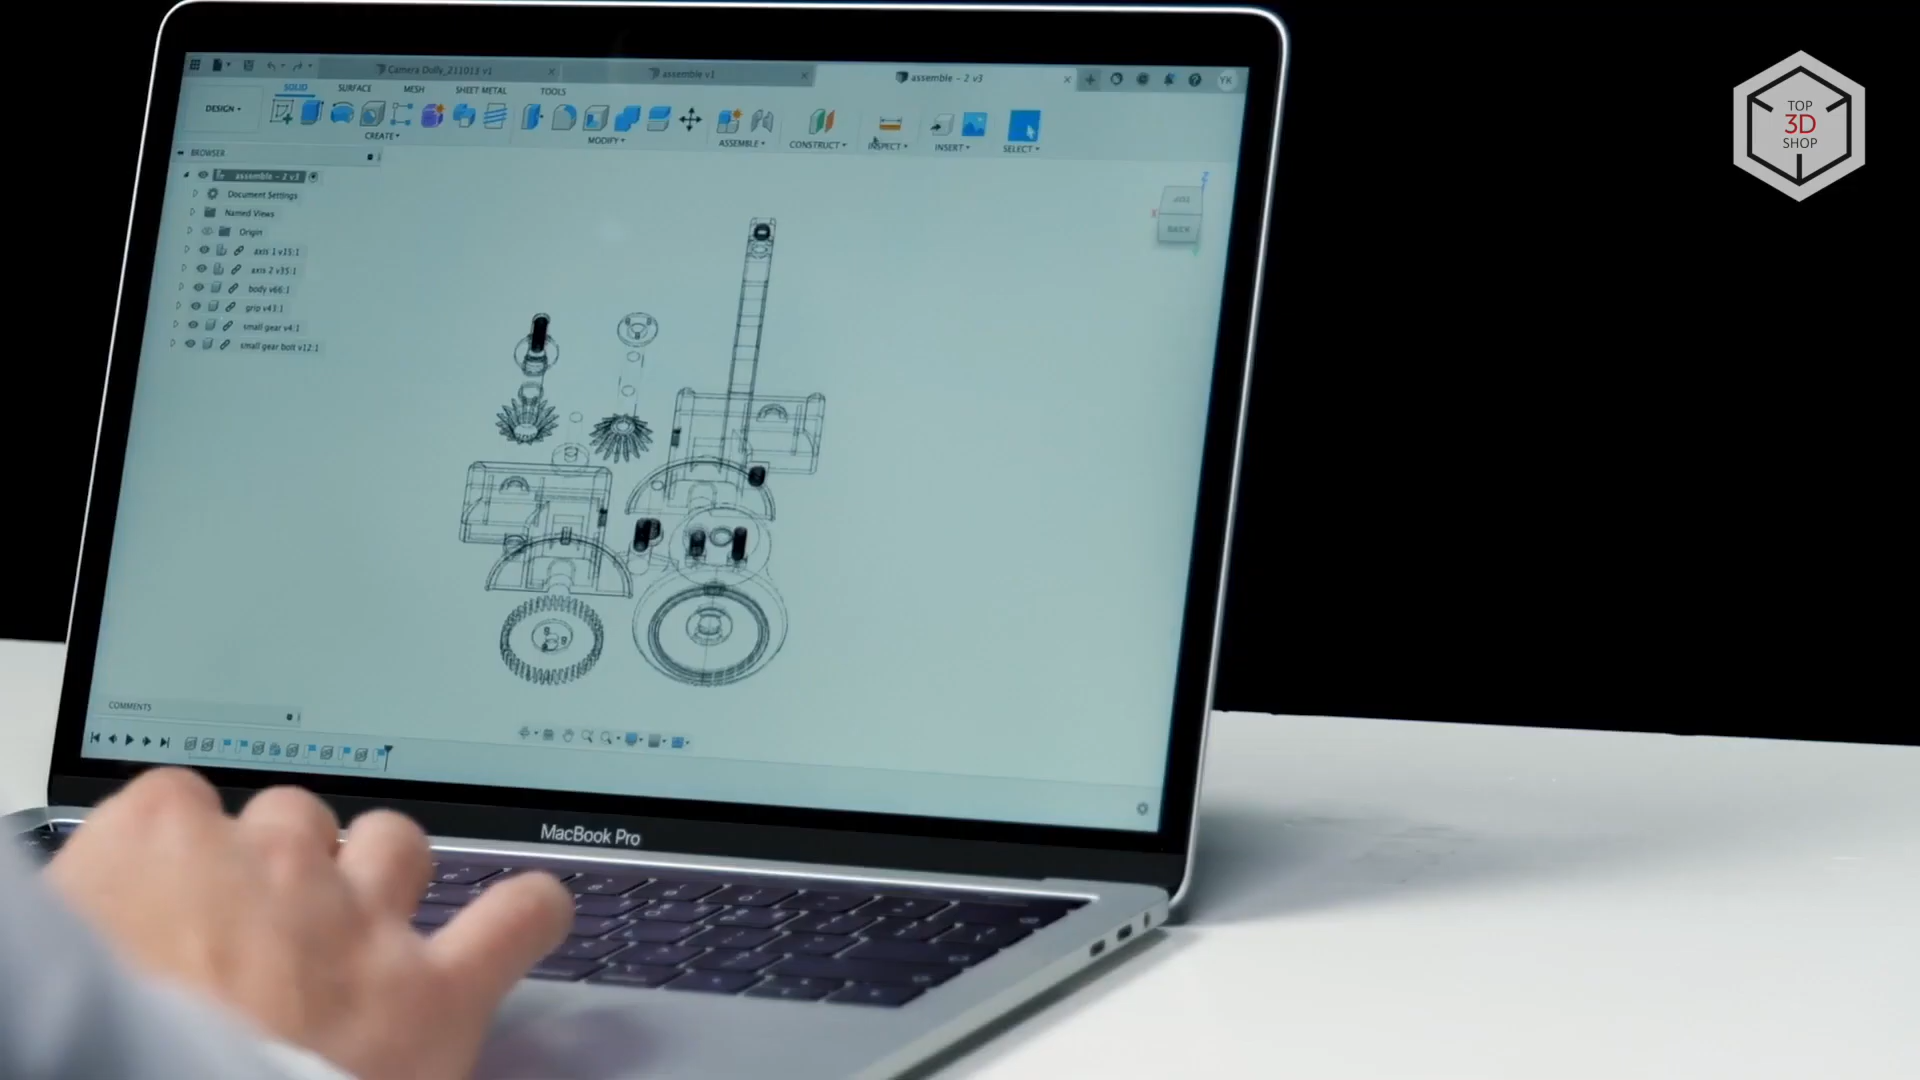 Camera Dolly_211013 v1
assemble v1
assemble - 2 v3
YK
SOLID
SURFACE
MESH
SHEET METAL
TOOLS
DESIGN
CREATE
MODIFY
ASSEMBLE
CONSTRUCT
INSPECT
INSERT
SELECT
BROWSER
assemble - 2 v3
Document Settings
Named Views
Origin
axis 1 v15:1
axis 2 v35:1
body v66:1
grip v43:1
small gear v4:1
small gear bolt v12:1
Z
X
BACK
COMMENTS
MacBook Pro
TOP
3D
SHOP